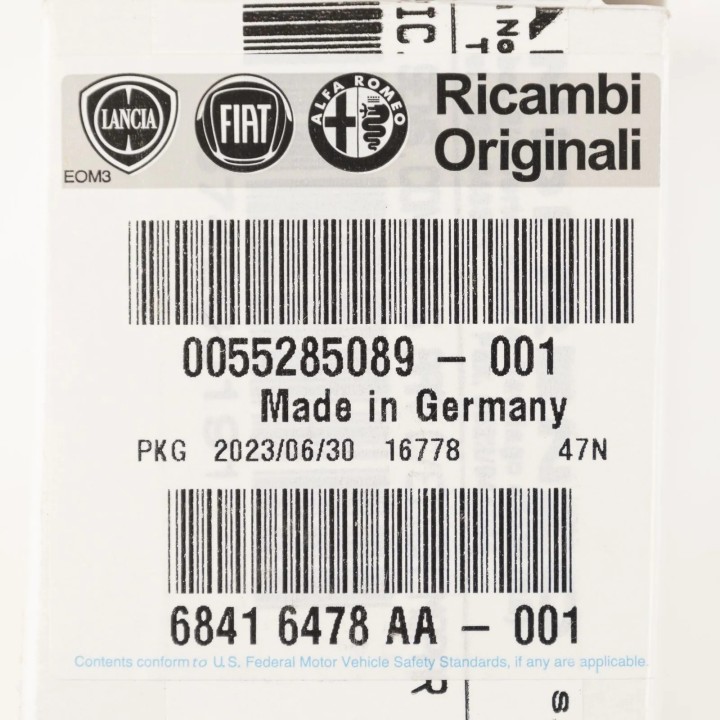 LANCIA
FIAT
ALFA ROMEO
Ricambi
Originali
EOM3
0055285089 – 001
Made in Germany
PKG 2023/06/30 16778 47N
6841 6478 AA – 001
Contents conform to U.S. Federal Motor Vehicle Safety Standards, if any are applicable.